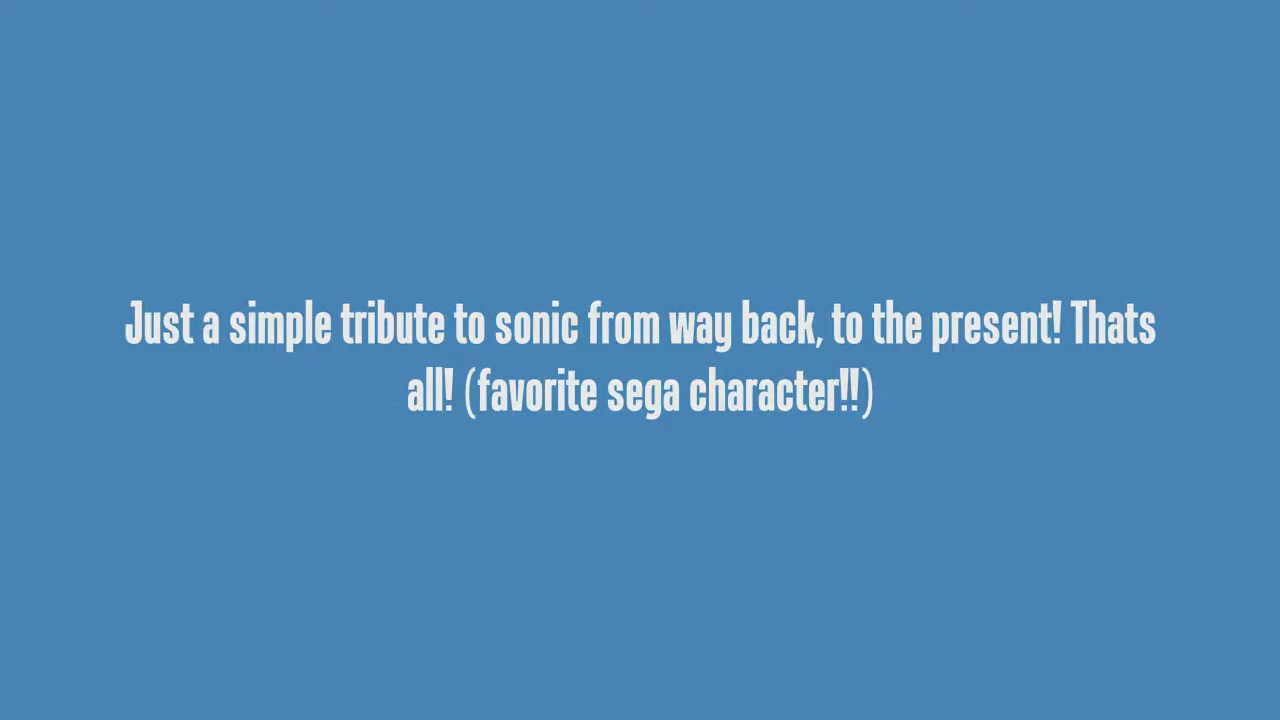 Just a simple tribute to sonic from way back, to the present! Thats
all! (favorite sega character!!)